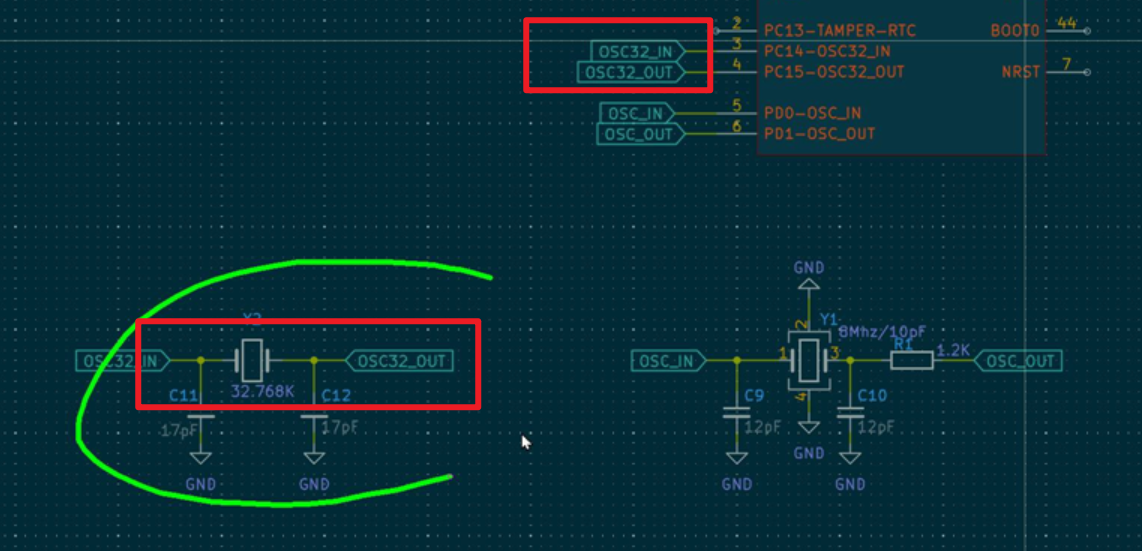 2 PC13-TAMPER-RTC BOOT0 44
OSC32_IN 3 PC14-OSC32_IN
OSC32_OUT 4 PC15-OSC32_OUT NRST 7
OSC_IN 5 PD0-OSC_IN
OSC_OUT 6 PD1-OSC_OUT
GND
Y2
2 Y1
8Mhz/10pF
R1
OSC32_IN OSC32_OUT OSC_IN 1 3 1.2K OSC_OUT
C11 32.768K C12 C9 4 C10
17pF 17pF 12pF 12pF
GND
GND GND GND GND